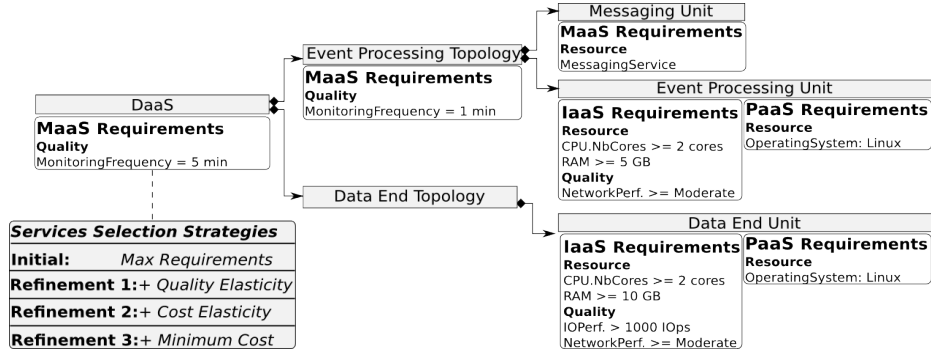 Messaging Unit
MaaS Requirements
Resource
MessagingService
Event Processing Topology
MaaS Requirements
Quality
MonitoringFrequency = 1 min
Event Processing Unit
IaaS Requirements
Resource
CPU.NbCores >= 2 cores
RAM >= 5 GB
Quality
NetworkPerf. >= Moderate
PaaS Requirements
Resource
OperatingSystem: Linux
DaaS
MaaS Requirements
Quality
MonitoringFrequency = 5 min
Data End Topology
Data End Unit
IaaS Requirements
Resource
CPU.NbCores >= 2 cores
RAM >= 10 GB
Quality
IOPerf. > 1000 IOps
NetworkPerf. >= Moderate
PaaS Requirements
Resource
OperatingSystem: Linux
Services Selection Strategies
Initial: Max Requirements
Refinement 1:+ Quality Elasticity
Refinement 2:+ Cost Elasticity
Refinement 3:+ Minimum Cost